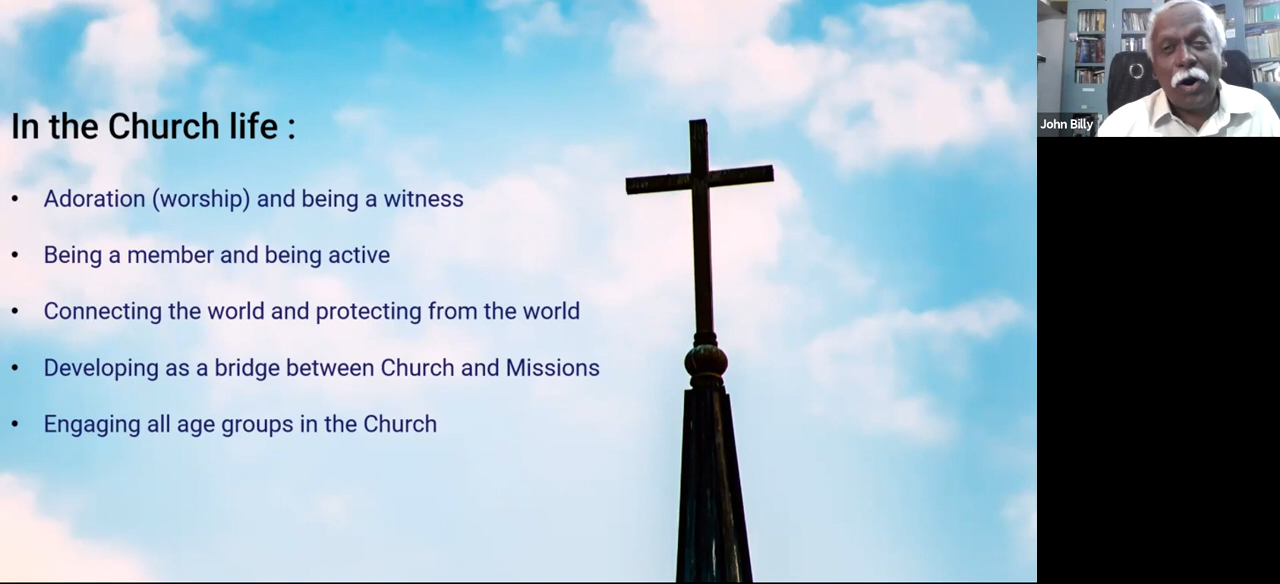 In the Church life :
• Adoration (worship) and being a witness
• Being a member and being active
• Connecting the world and protecting from the world
• Developing as a bridge between Church and Missions
• Engaging all age groups in the Church
John Billy